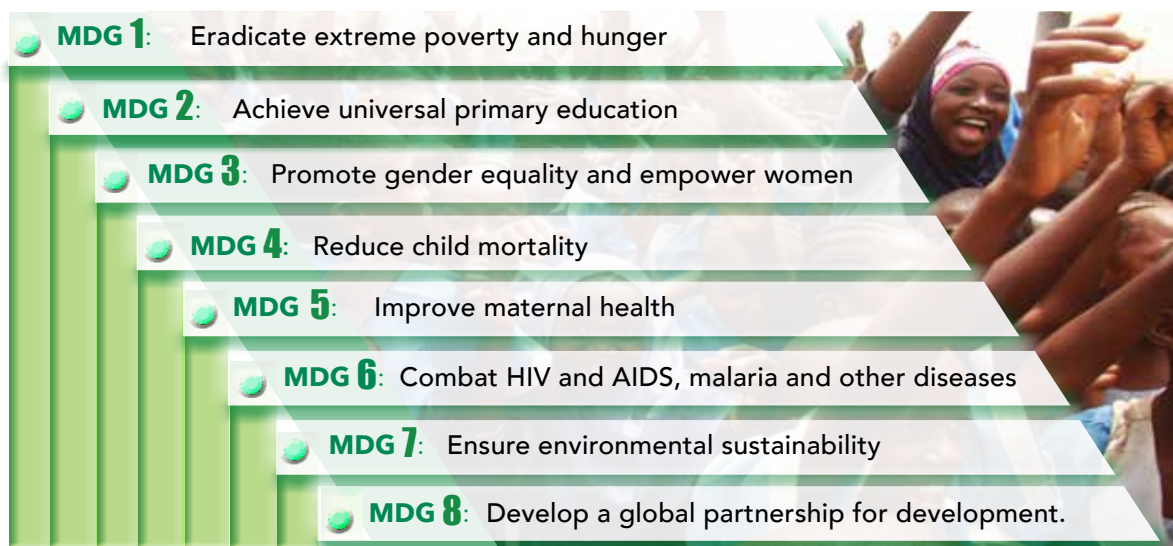 MDG 1: Eradicate extreme poverty and hunger
MDG 2: Achieve universal primary education
MDG 3: Promote gender equality and empower women
MDG 4: Reduce child mortality
MDG 5: Improve maternal health
MDG 6: Combat HIV and AIDS, malaria and other diseases
MDG 7: Ensure environmental sustainability
MDG 8: Develop a global partnership for development.